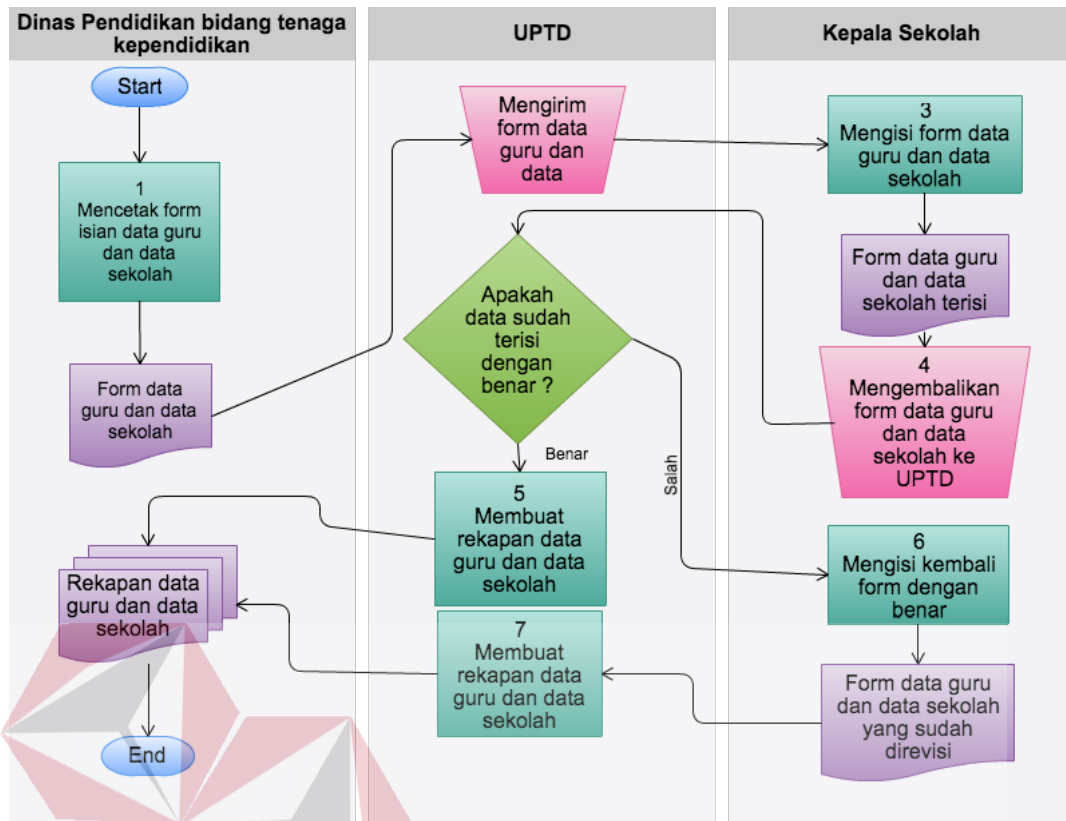 Dinas Pendidikan bidang tenaga
kependidikan
UPTD
Kepala Sekolah
Start
1
Mencetak form
isian data guru
dan data
sekolah
Form data
guru dan data
sekolah
Mengirim
form data
guru dan
data
3
Mengisi form data
guru dan data
sekolah
Form data guru
dan data
sekolah terisi
4
Mengembalikan
form data guru
dan data
sekolah ke
UPTD
Apakah
data sudah
terisi
dengan
benar ?
Benar
Salah
5
Membuat
rekapan data
guru dan data
sekolah
6
Mengisi kembali
form dengan
benar
Form data guru
dan data sekolah
yang sudah
direvisi
7
Membuat
rekapan data
guru dan data
sekolah
Rekapan data
guru dan data
sekolah
End